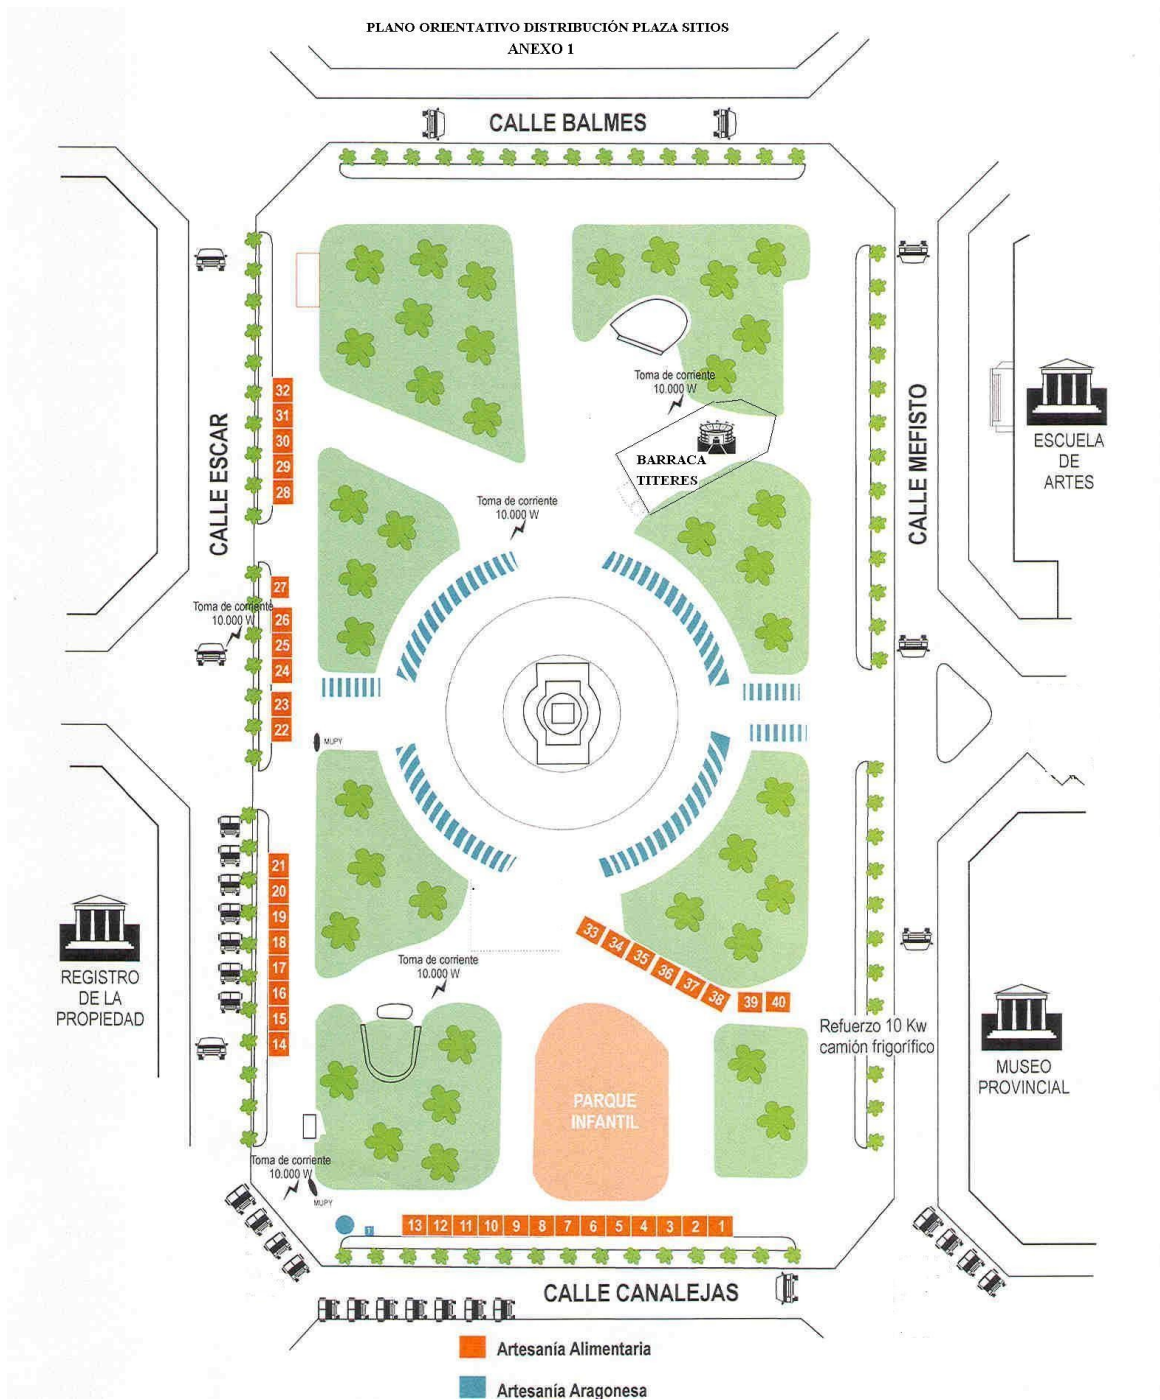 PLANO ORIENTATIVO DISTRIBUCIÓN PLAZA SITIOS
ANEXO 1
CALLE BALMES
CALLE ESCAR
CALLE MEFISTO
Toma de corriente
10.000 W
BARRACA
TITERES
ESCUELA
DE
ARTES
32
31
30
29
28
Toma de corriente
10.000 W
27
Toma de corriente
10.000 W
26
25
24
23
22
MUPY
21
20
19
18
17
16
15
14
REGISTRO
DE LA
PROPIEDAD
33
34
35
36
37
38
39
40
Toma de corriente
10.000 W
Refuerzo 10 Kw
camión frigorífico
MUSEO
PROVINCIAL
PARQUE
INFANTIL
Toma de corriente
10.000 W
MUPY
13 12 11 10 9 8 7 6 5 4 3 2 1
CALLE CANALEJAS
Artesanía Alimentaria
Artesanía Aragonesa